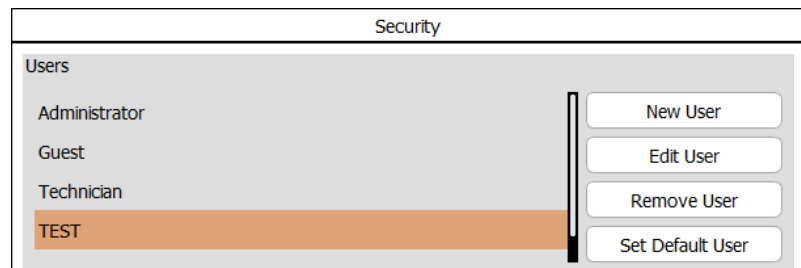 Security
Users
Administrator
Guest
Technician
TEST
New User
Edit User
Remove User
Set Default User